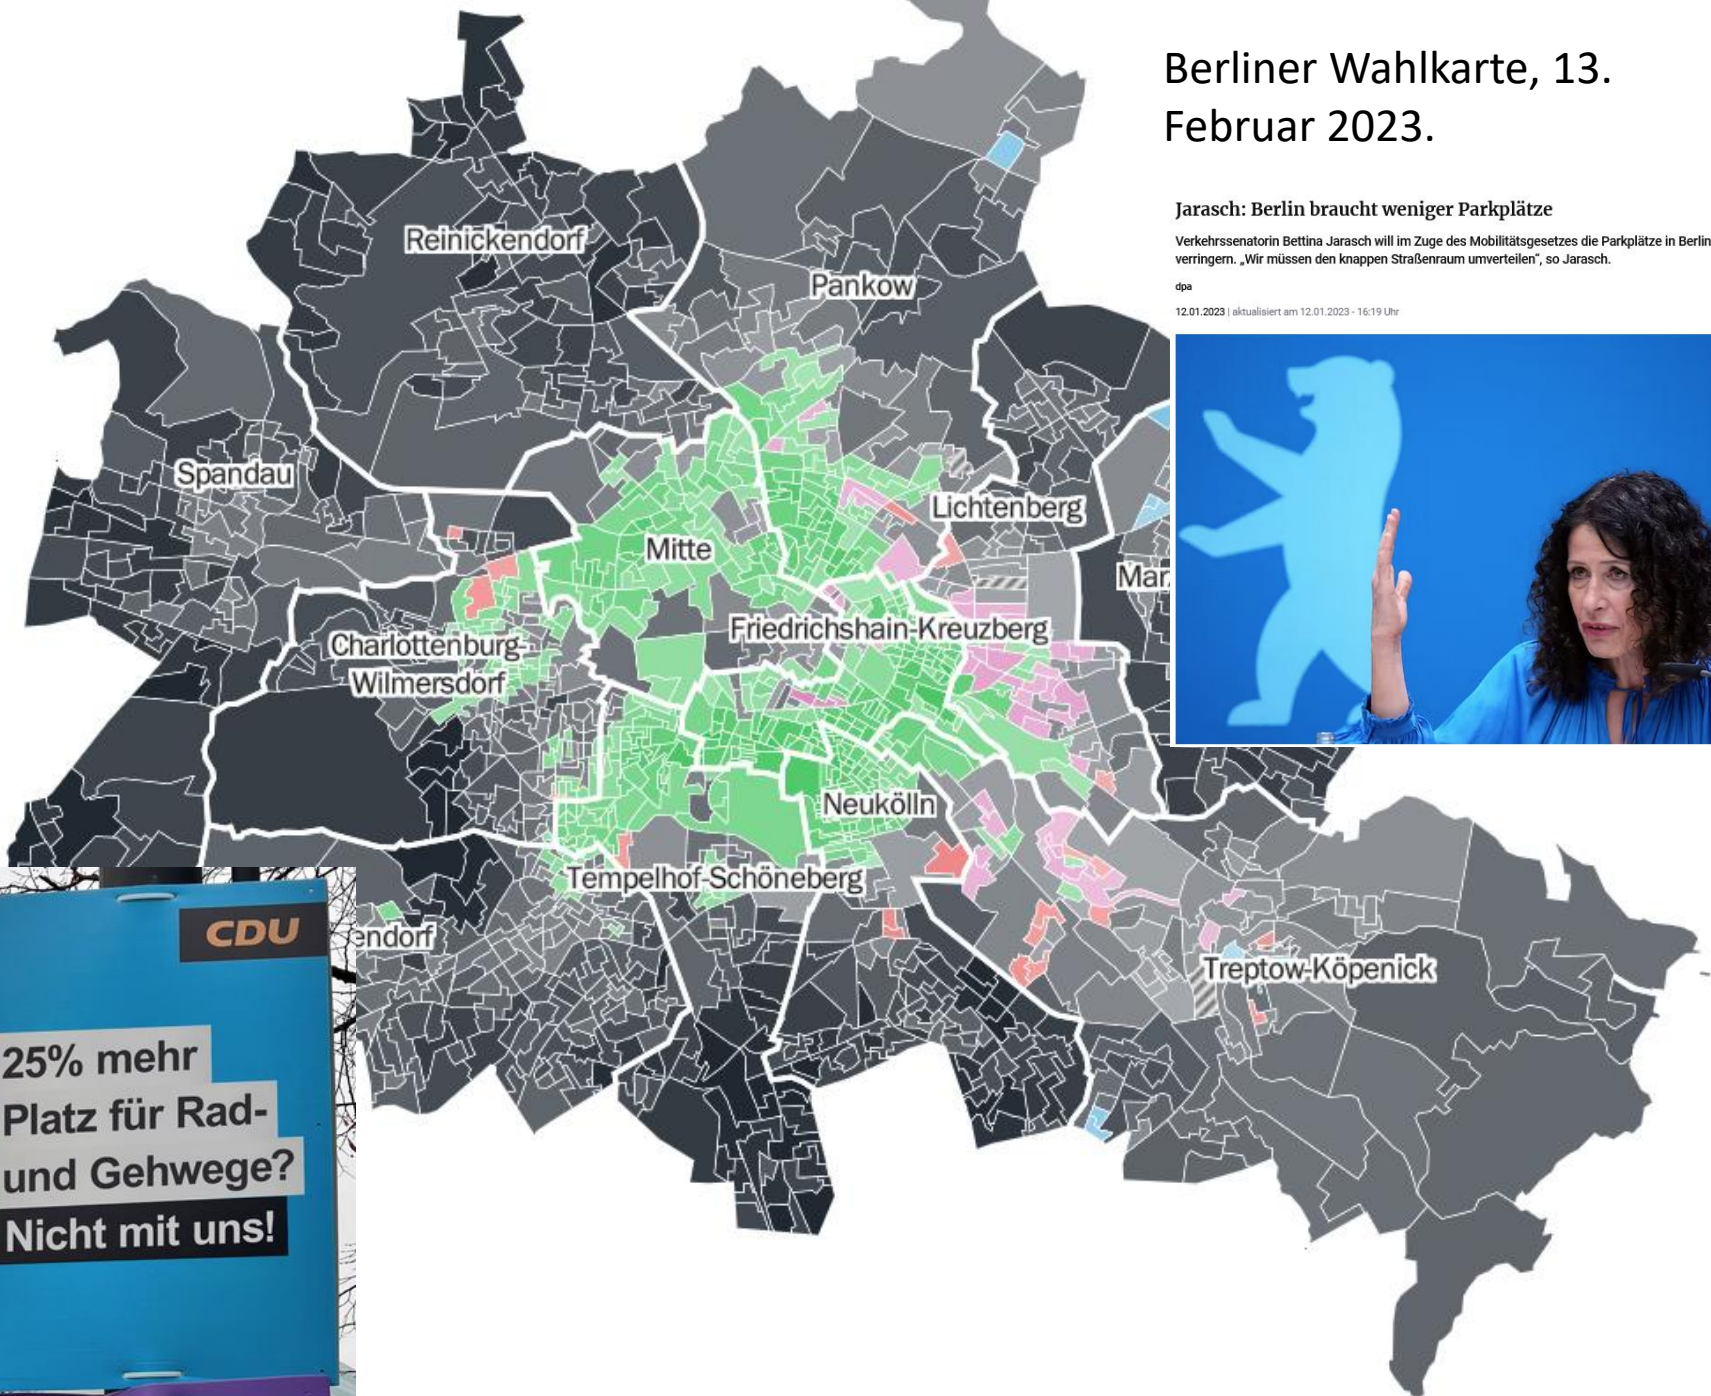 Berliner Wahlkarte, 13.
Februar 2023.
Jarasch: Berlin braucht weniger Parkplätze
Verkehrssenatorin Bettina Jarasch will im Zuge des Mobilitätsgesetzes die Parkplätze in Berlin
verringern. „Wir müssen den knappen Straßenraum umverteilen“, so Jarasch.
dpa
12.01.2023 | aktualisiert am 12.01.2023 - 16:19 Uhr
Reinickendorf
Pankow
Spandau
Lichtenberg
Mitte
Mar
Friedrichshain-Kreuzberg
Charlottenburg-
Wilmersdorf
Neukölln
Tempelhof-Schöneberg
endorf
Treptow-Köpenick
CDU
25% mehr
Platz für Rad-
und Gehwege?
Nicht mit uns!